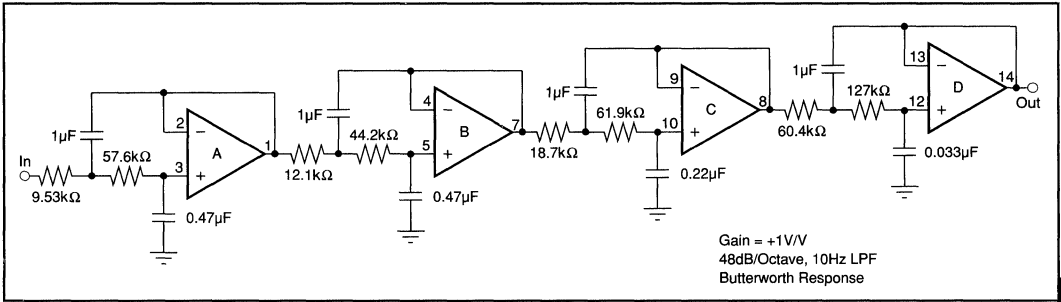 In
9.53kΩ
1µF
57.6kΩ
2
−
3
+
A
1
0.47µF
12.1kΩ
1µF
44.2kΩ
4
−
5
+
B
7
0.47µF
18.7kΩ
1µF
61.9kΩ
9
−
10
+
C
8
0.22µF
60.4kΩ
1µF
127kΩ
13
−
12
+
D
14
Out
0.033µF
Gain = +1V/V
48dB/Octave, 10Hz LPF
Butterworth Response